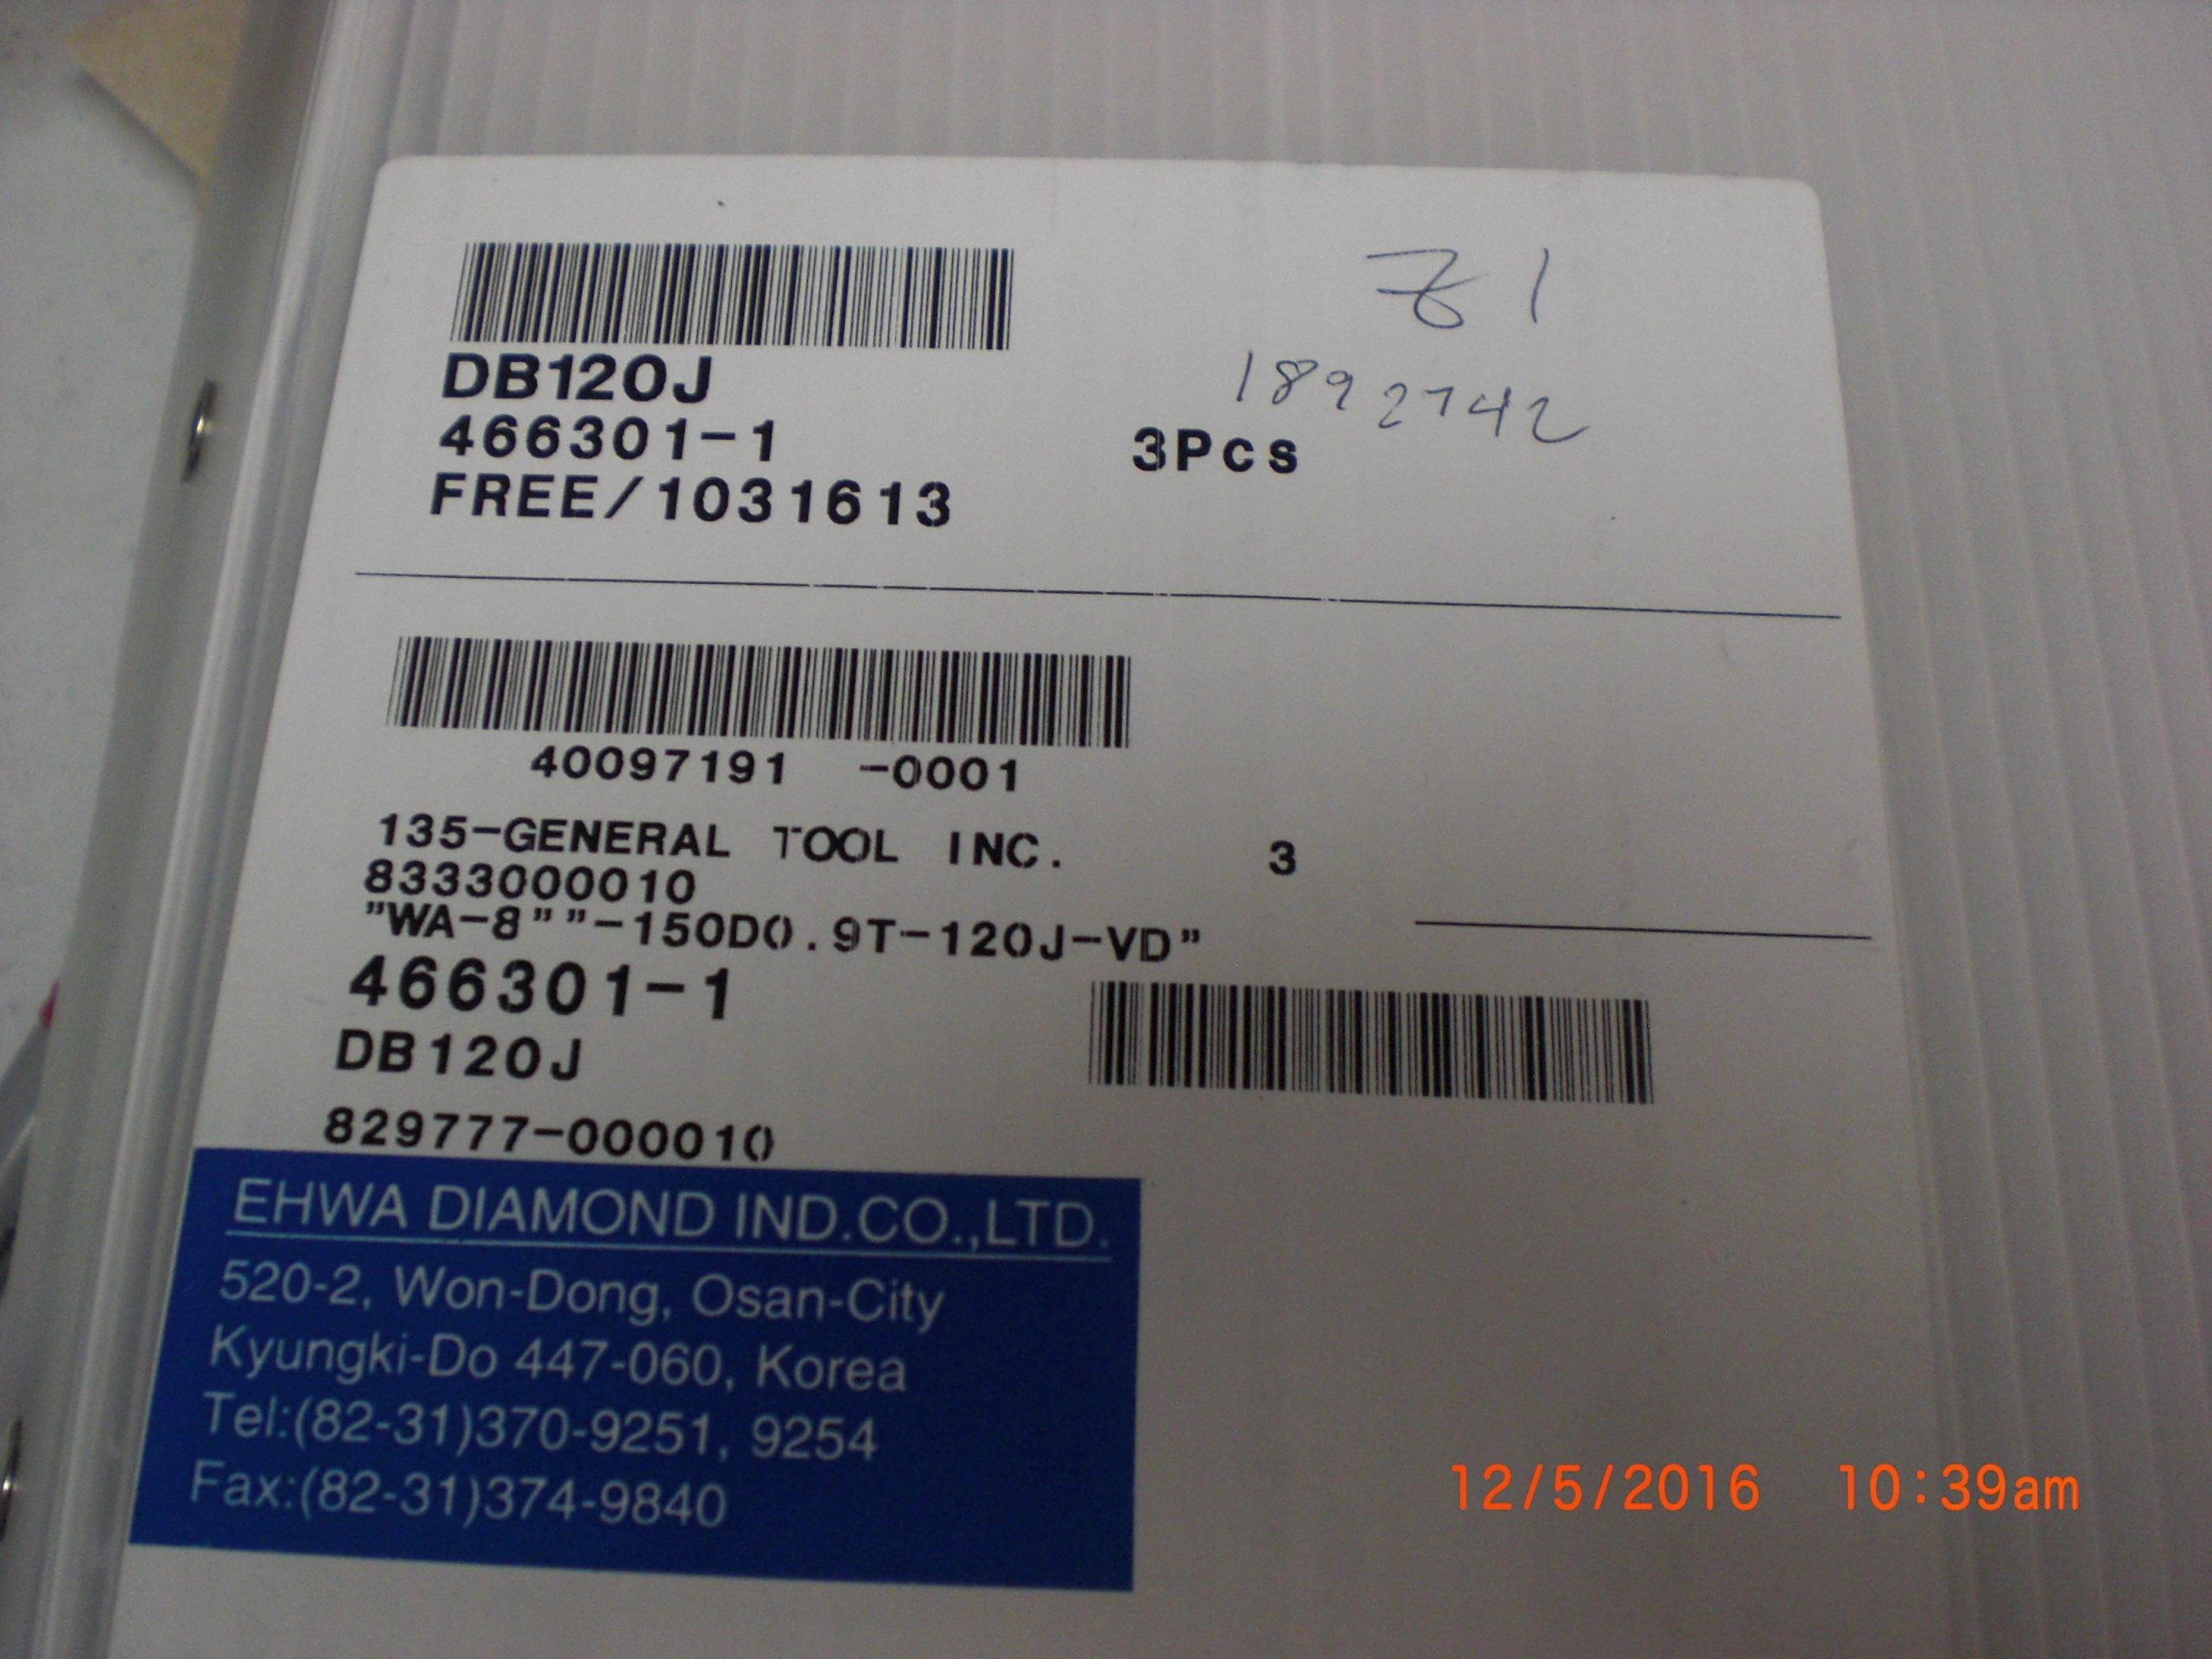 Z 1
1892742
DB120J
466301-1 3Pcs
FREE/1031613
40097191 -0001
135-GENERAL TOOL INC. 3
8333000010
"WA-8""-150D0.9T-120J-VD"
466301-1
DB120J
829777-000010
EHWA DIAMOND IND.CO.,LTD.
520-2, Won-Dong, Osan-City
Kyungki-Do 447-060, Korea
Tel:(82-31)370-9251, 9254
Fax:(82-31)374-9840
12/5/2016 10:39am